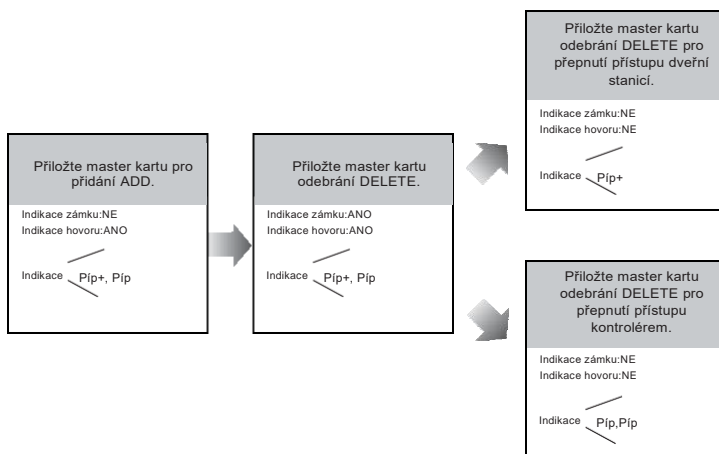 Přiložte master kartu pro
přidání ADD.
Indikace zámku:NE
Indikace hovoru:ANO
Indikace Píp+, Píp
Přiložte master kartu
odebrání DELETE.
Indikace zámku:ANO
Indikace hovoru:ANO
Indikace Píp+, Píp
Přiložte master kartu
odebrání DELETE pro
přepnutí přístupu dveřní
stanicí.
Indikace zámku:NE
Indikace hovoru:NE
Indikace Píp+
Přiložte master kartu
odebrání DELETE pro
přepnutí přístupu
kontrolérem.
Indikace zámku:NE
Indikace hovoru:NE
Indikace Píp,Píp